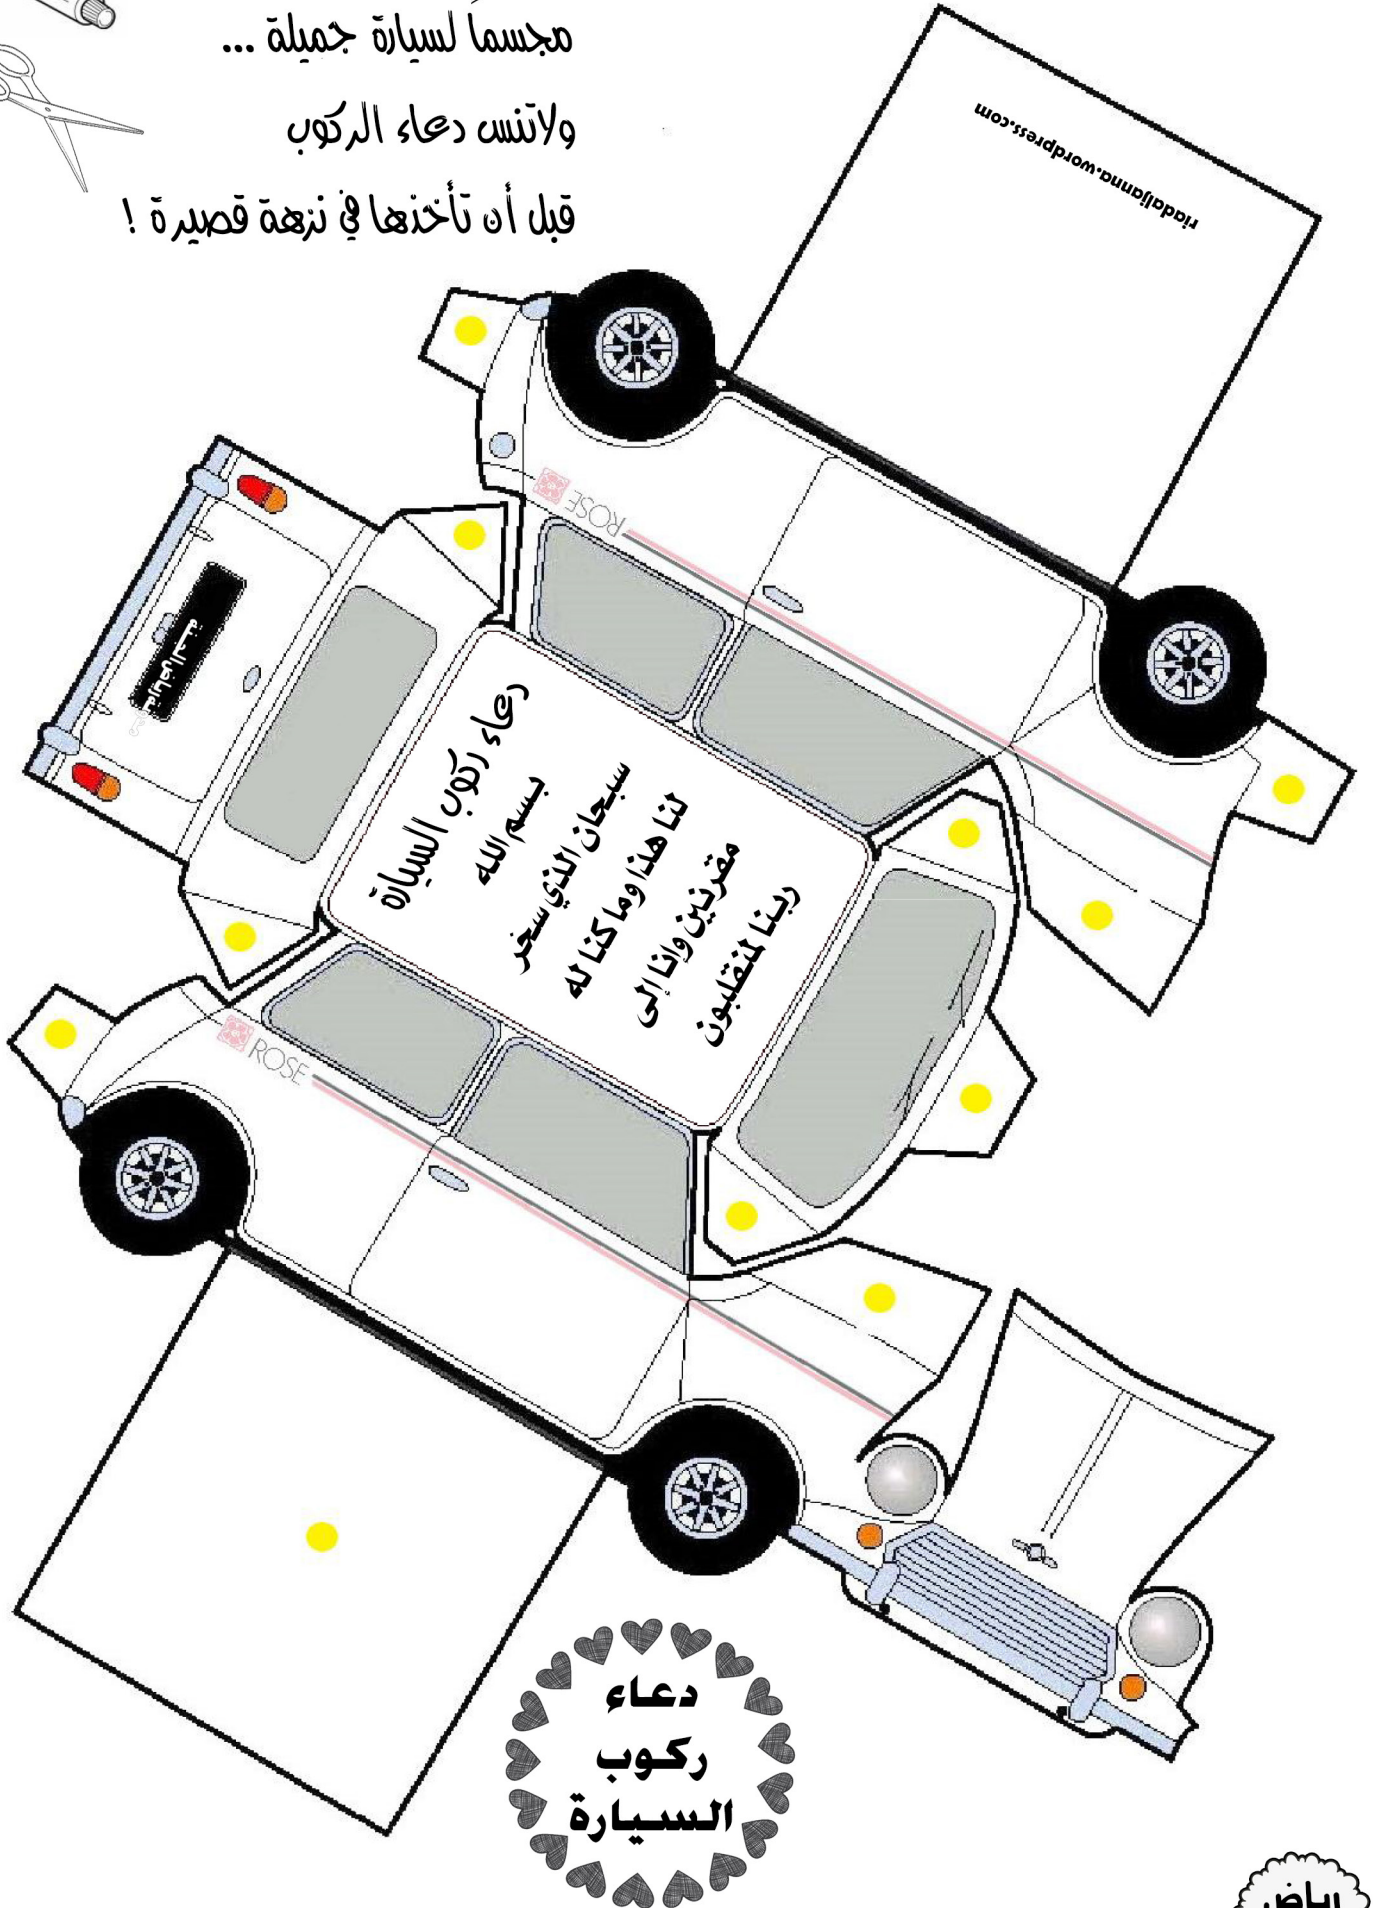 مجسماً لسيارة جميلة ...
ولاتنس دعاء الركوب
قبل أن تأخذها في نزهة قصيرة !
riadaljanna.wordpress.com
ROSE
دعاء ركوب السيارة
بسم الله
سبحان الذي سخر
لنا هذا وما كنا له
مقرنين وإنا إلى
ربنا لمنقلبون
ROSE
دعاء
ركوب
السيارة
رياض